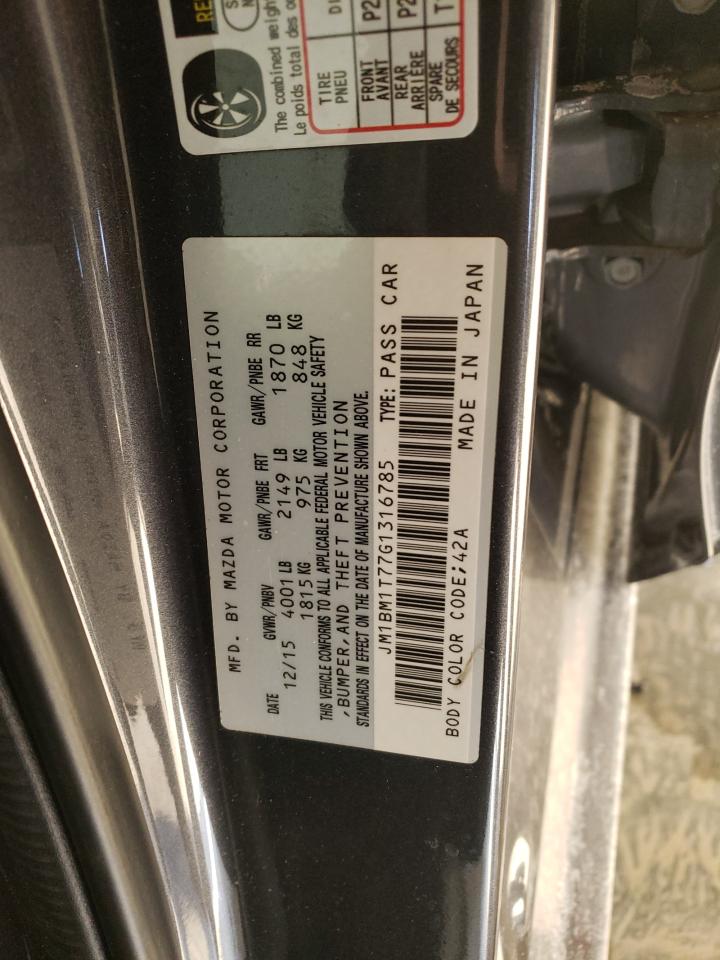 MFD. BY MAZDA MOTOR CORPORATION
DATE GVWR/PNBV GAWR/PNBE FRT GAWR/PNBE RR
12/15 4001 LB 2149 LB 1870 LB
1815 KG 975 KG 848 KG
THIS VEHICLE CONFORMS TO ALL APPLICABLE FEDERAL MOTOR VEHICLE SAFETY
,BUMPER,AND THEFT PREVENTION
STANDARDS IN EFFECT ON THE DATE OF MANUFACTURE SHOWN ABOVE.
JM1BM1T77G1316785 TYPE: PASS CAR
BODY COLOR CODE;42A MADE IN JAPAN
The combined weigh
Le poids total des oc
TIRE
PNEU
FRONT
AVANT
P2
REAR
ARRIÈRE
P2
SPARE
DE SECOURS